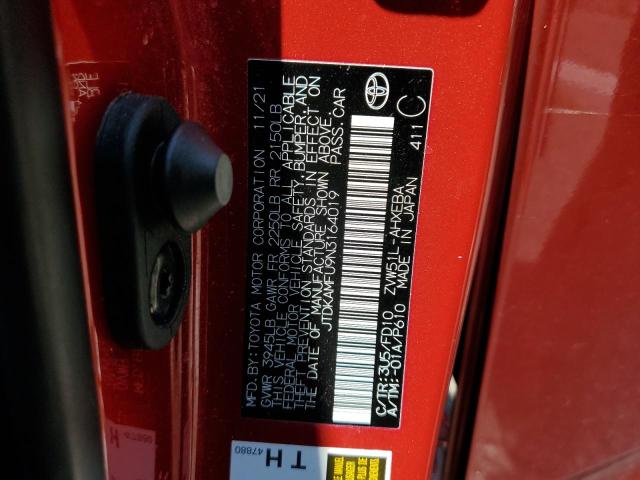 MFD.BY:TOYOTA MOTOR CORPORATION 11/21
GVWR 3945LB GAWR FR 2250LB RR 2150LB
THIS VEHICLE CONFORMS TO ALL APPLICABLE
FEDERAL MOTOR VEHICLE SAFETY, BUMPER, AND
THEFT PREVENTION STANDARDS IN EFFECT ON
THE DATE OF MANUFACTURE SHOWN ABOVE.
JTDKAMFU9N3164019 PASS.CAR
C/TR:3U5/FD10 ZVW51L-AHXEBA
A/TM:-01A/P610 MADE IN JAPAN 411 C
TH
47880
H